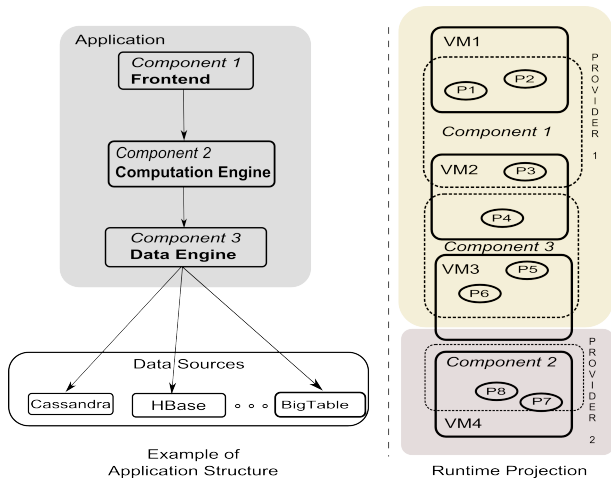 Application
Component 1
Frontend
Component 2
Computation Engine
Component 3
Data Engine
Data Sources
Cassandra
HBase
BigTable
Example of
Application Structure
VM1
P1
P2
Component 1
VM2
P3
P4
Component 3
VM3
P5
P6
PROVIDER 1
Component 2
P8
P7
VM4
PROVIDER 2
Runtime Projection